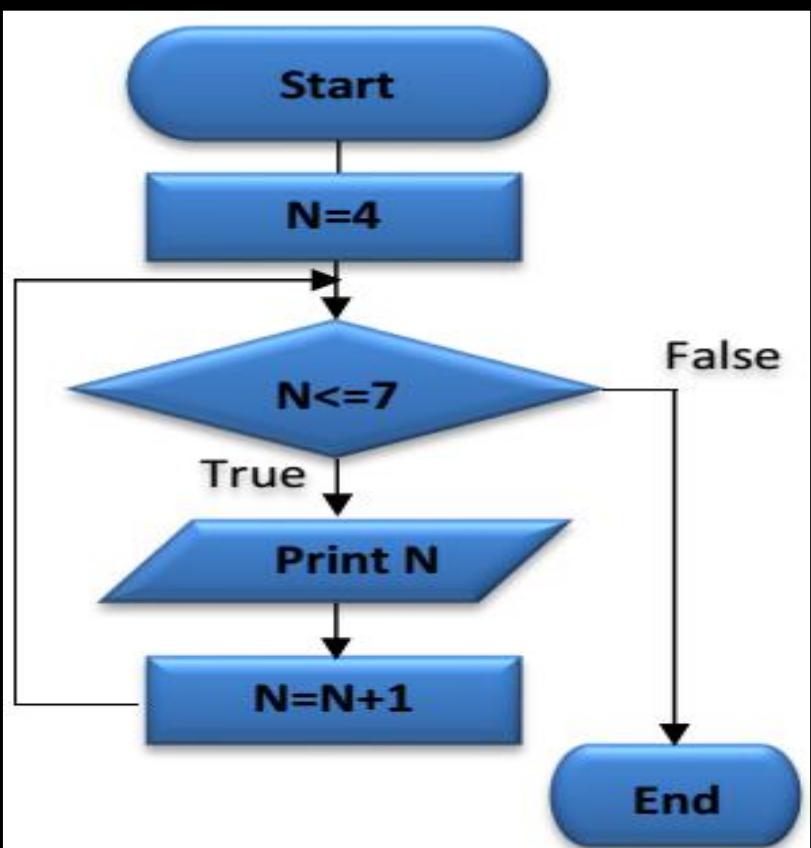 Start
N=4
N<=7
False
True
Print N
N=N+1
End